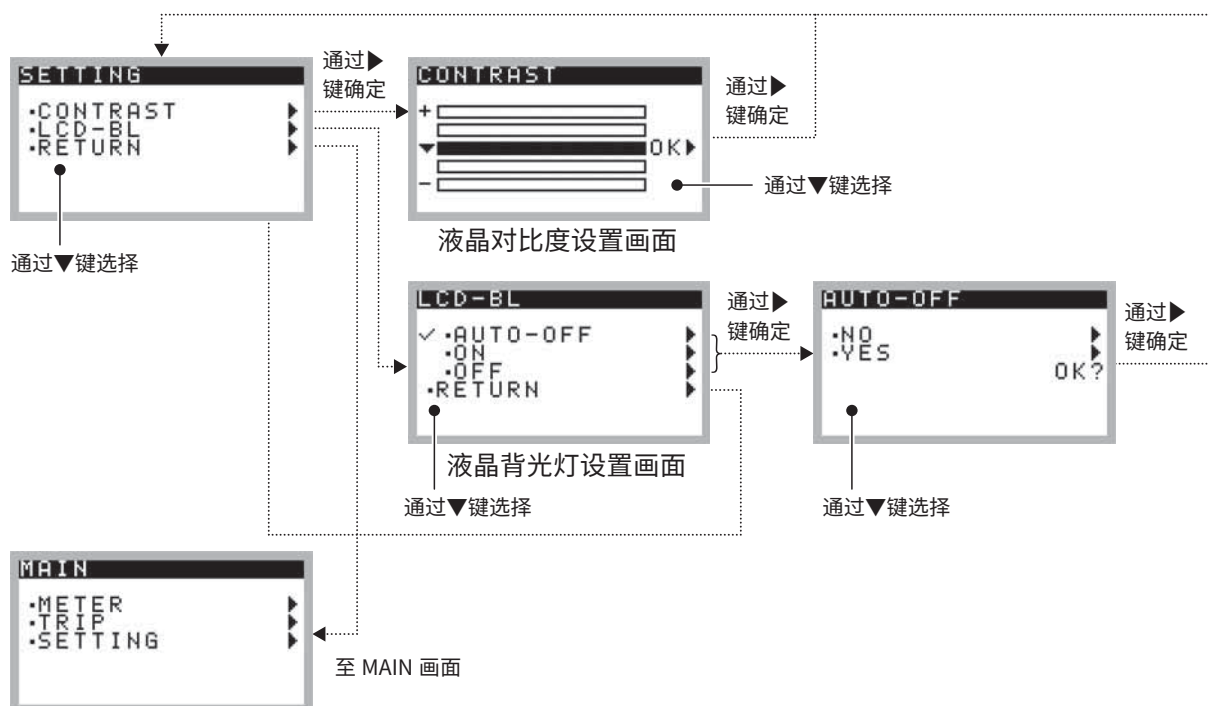 SETTING
·CONTRAST ▶
·LCD-BL ▶
·RETURN ▶
通过▼键选择
通过▶
键确定
CONTRAST
+
▼ OK▶
−
通过▼键选择
液晶对比度设置画面
通过▶
键确定
LCD-BL
✓·AUTO-OFF ▶
·ON ▶
·OFF ▶
·RETURN ▶
液晶背光灯设置画面
通过▼键选择
通过▶
键确定
AUTO-OFF
·NO ▶
·YES ▶
OK?
通过▼键选择
通过▶
键确定
MAIN
·METER ▶
·TRIP ▶
·SETTING ▶
至 MAIN 画面